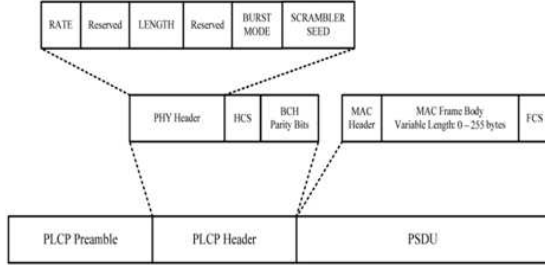 RATE
Reserved
LENGTH
Reserved
BURST
MODE
SCRAMBLER
SEED
PHY Header
HCS
BCH
Parity Bits
MAC
Header
MAC Frame Body
Variable Length: 0 – 255 bytes
FCS
PLCP Preamble
PLCP Header
PSDU